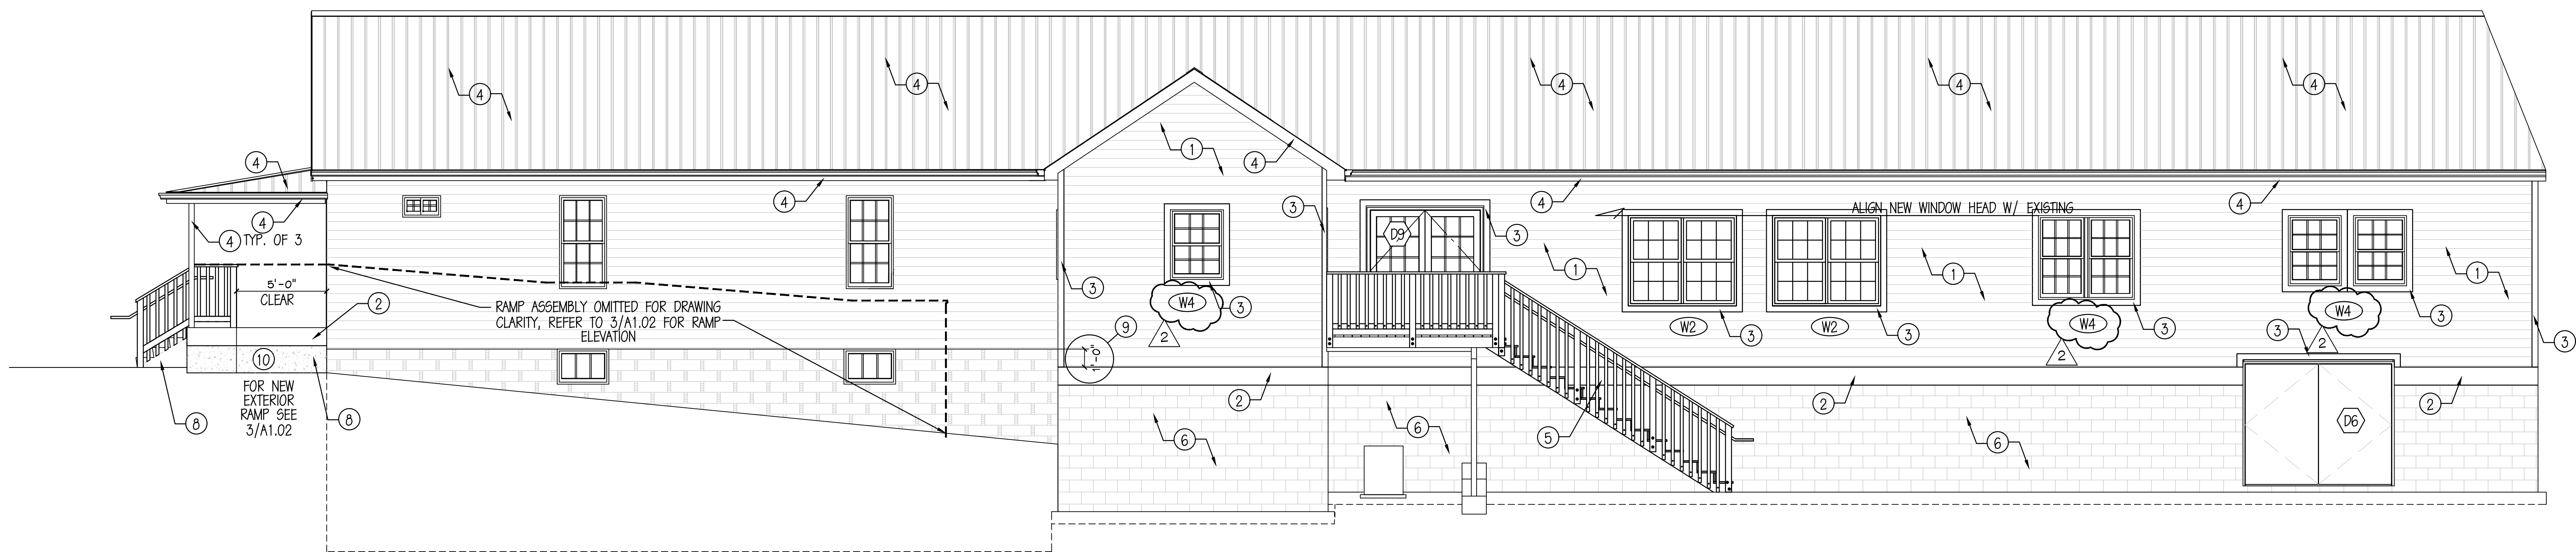 4
4
4
4
4
1
4
4
4
4
TYP. OF 3
4
4
4
3
D9
3
ALIGN NEW WINDOW HEAD W/ EXISTING
5'-0"
CLEAR
2
RAMP ASSEMBLY OMITTED FOR DRAWING
CLARITY, REFER TO 3/A1.02 FOR RAMP
ELEVATION
3
W4
3
2
1
1
1
W2
3
W2
3
W4
3
2
W4
3
2
3
3
9
1'-0"
10
FOR NEW
EXTERIOR
RAMP SEE
3/A1.02
8
8
2
6
6
5
2
6
D6
2